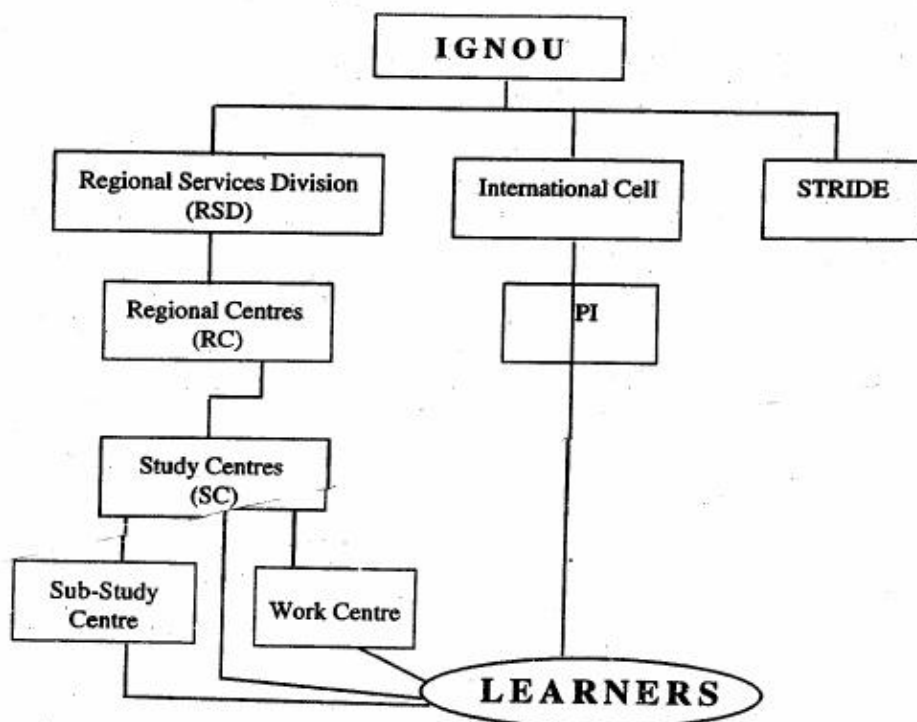 IGNOU
Regional Services Division
(RSD)
International Cell
STRIDE
Regional Centres
(RC)
PI
Study Centres
(SC)
Sub-Study
Centre
Work Centre
LEARNERS